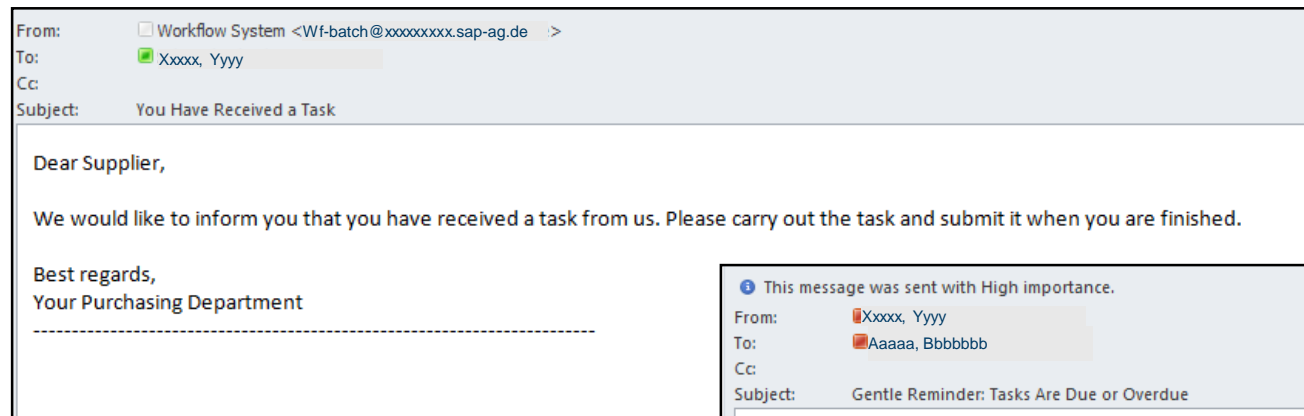 From: Workflow System <Wf-batch@xxxxxxxxx.sap-ag.de >
To: Xxxxx, Yyyy
Cc:
Subject: You Have Received a Task
Dear Supplier,
We would like to inform you that you have received a task from us. Please carry out the task and submit it when you are finished.
Best regards,
Your Purchasing Department
-------------------------------------------------------------------------
This message was sent with High importance.
From: Xxxxx, Yyyy
To: Aaaaa, Bbbbbbb
Cc:
Subject: Gentle Reminder: Tasks Are Due or Overdue